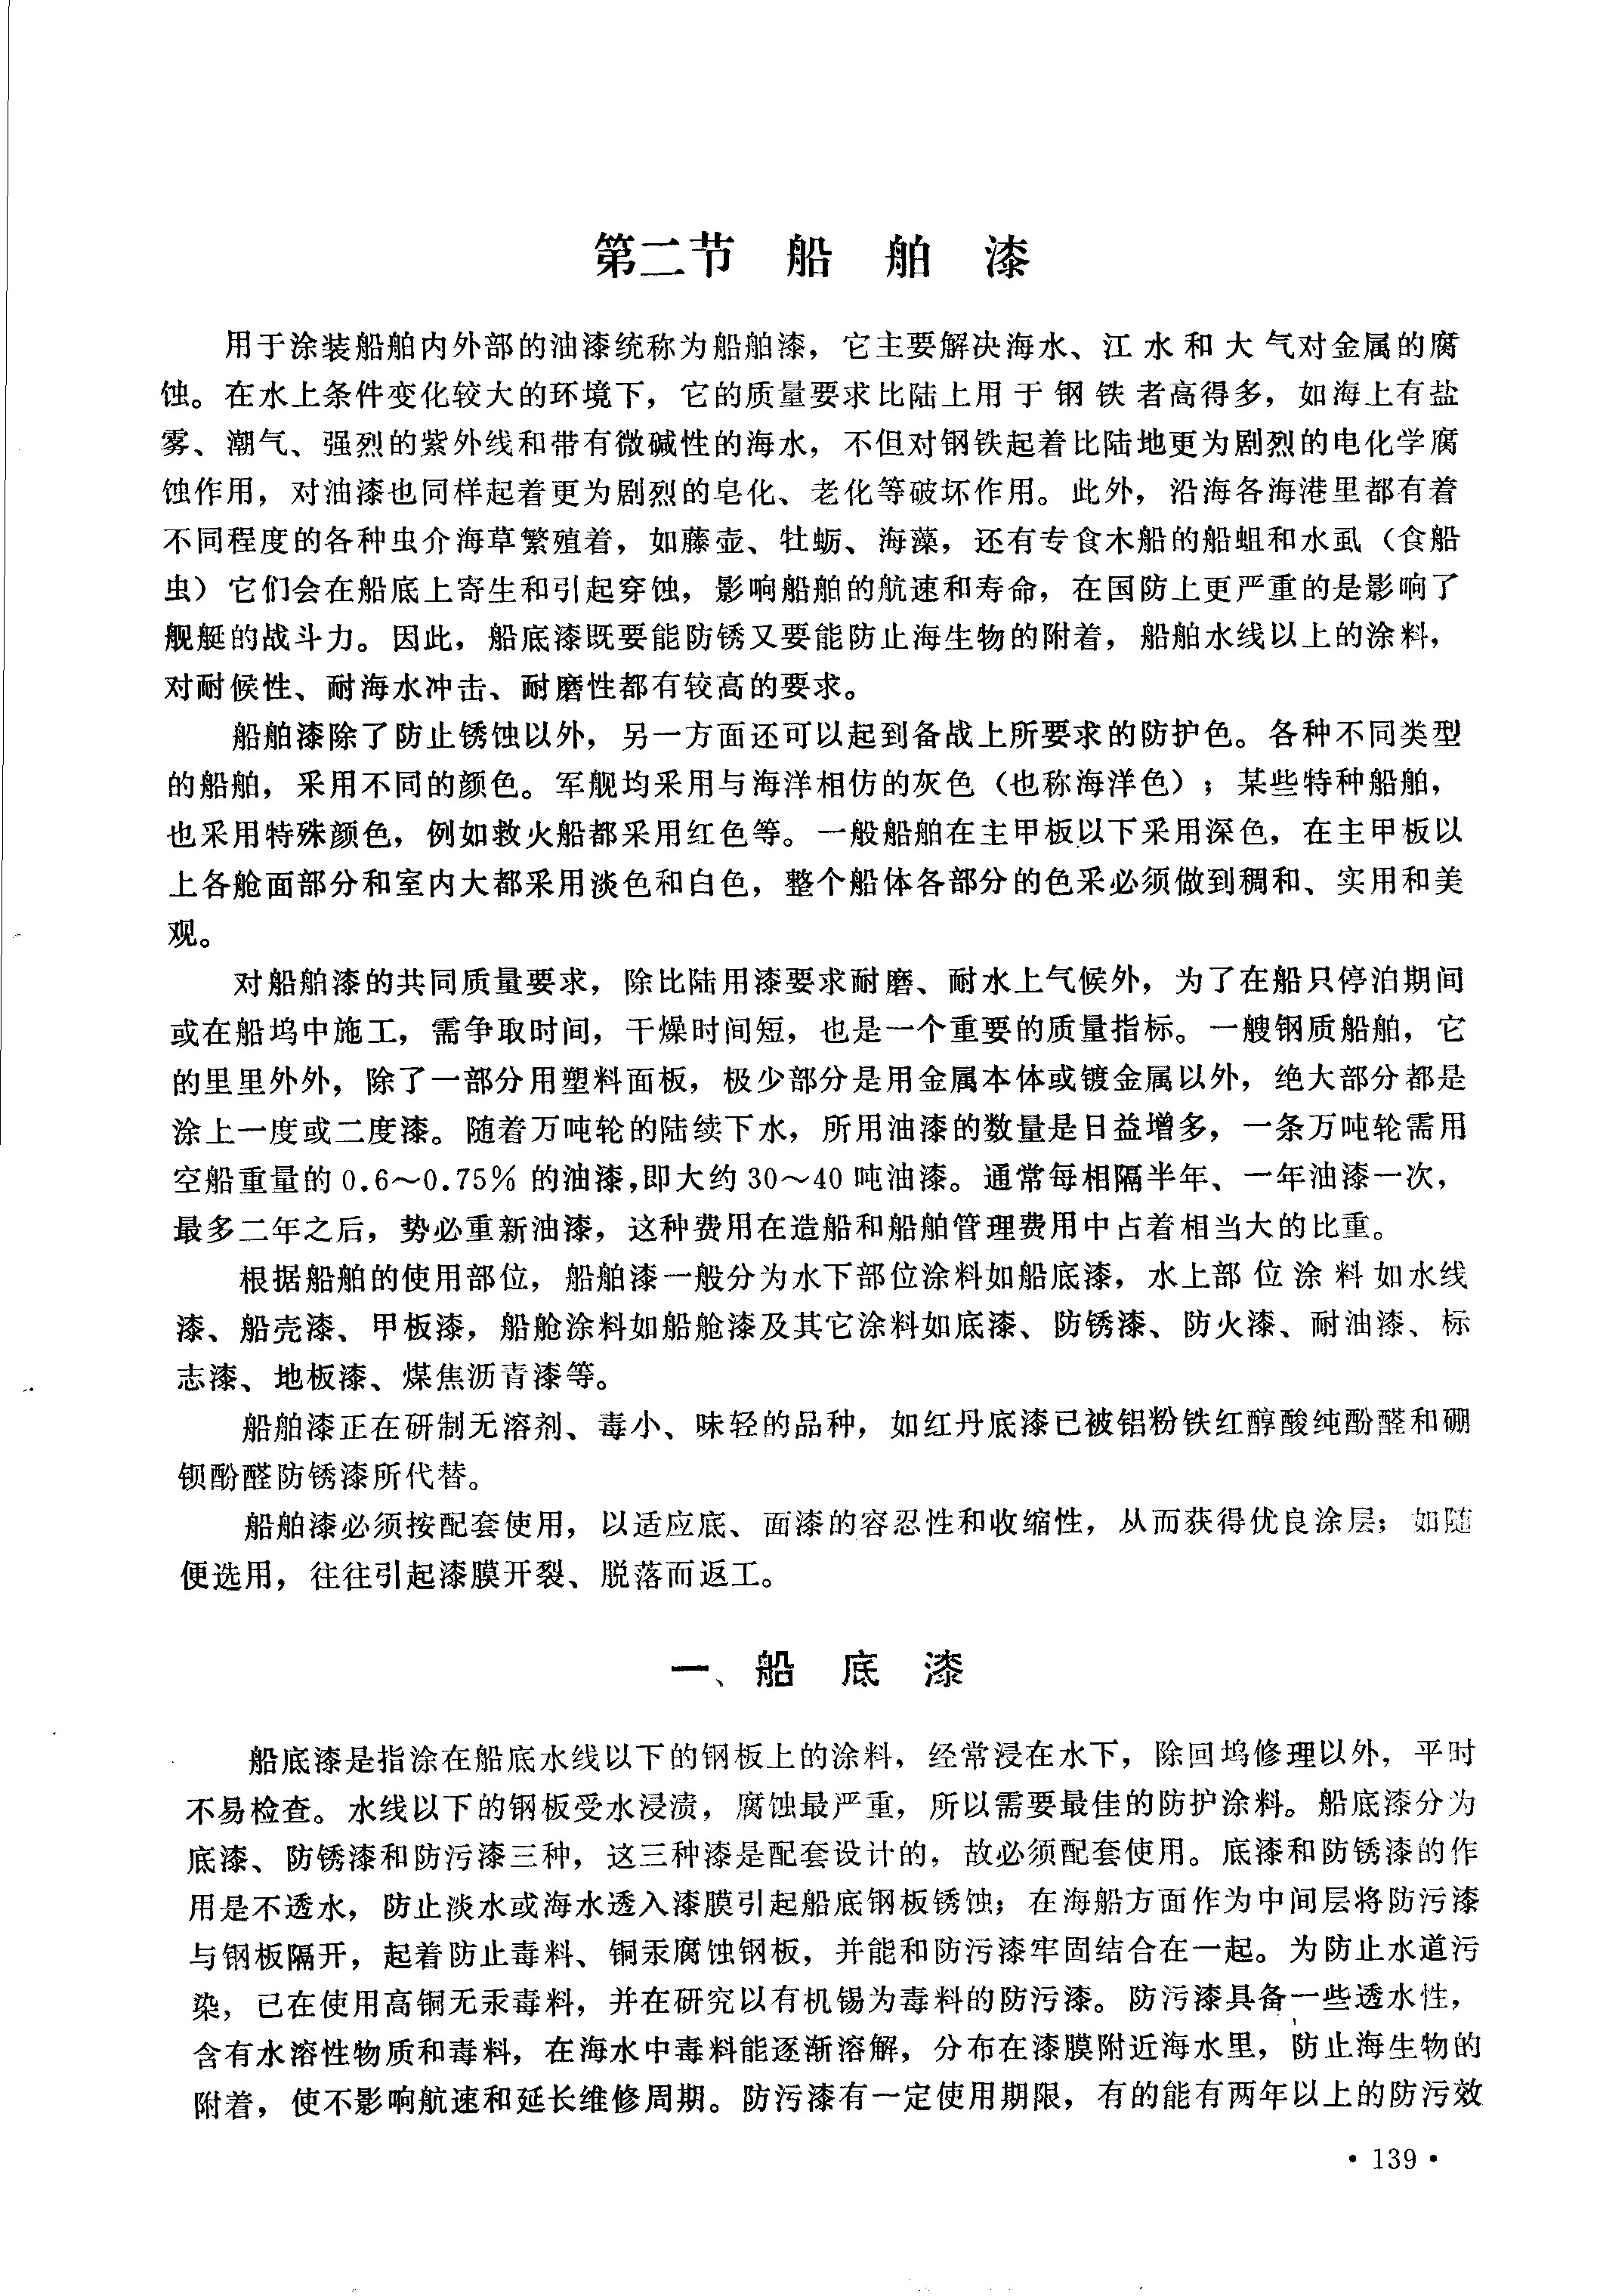 第二节 船舶漆
用于涂装船舶内外部的油漆统称为船舶漆，它主要解决海水、江水和大气对金属的腐
蚀。在水上条件变化较大的环境下，它的质量要求比陆上用于钢铁者高得多，如海上有盐
雾、潮气、强烈的紫外线和带有微碱性的海水，不但对钢铁起着比陆地更为剧烈的电化学腐
蚀作用，对油漆也同样起着更为剧烈的皂化、老化等破坏作用。此外，沿海各海港里都有着
不同程度的各种虫介海草繁殖着，如藤壶、牡蛎、海藻，还有专食木船的船蛆和水虱（食船
虫）它们会在船底上寄生和引起穿蚀，影响船舶的航速和寿命，在国防上更严重的是影响了
舰艇的战斗力。因此，船底漆既要能防锈又要能防止海生物的附着，船舶水线以上的涂料，
对耐候性、耐海水冲击、耐磨性都有较高的要求。
船舶漆除了防止锈蚀以外，另一方面还可以起到备战上所要求的防护色。各种不同类型
的船舶，采用不同的颜色。军舰均采用与海洋相仿的灰色（也称海洋色）；某些特种船舶，
也采用特殊颜色，例如救火船都采用红色等。一般船舶在主甲板以下采用深色，在主甲板以
上各舱面部分和室内大都采用淡色和白色，整个船体各部分的色采必须做到稠和、实用和美
观。
对船舶漆的共同质量要求，除比陆用漆要求耐磨、耐水上气候外，为了在船只停泊期间
或在船坞中施工，需争取时间，干燥时间短，也是一个重要的质量指标。一艘钢质船舶，它
的里里外外，除了一部分用塑料面板，极少部分是用金属本体或镀金属以外，绝大部分都是
涂上一度或二度漆。随着万吨轮的陆续下水，所用油漆的数量是日益增多，一条万吨轮需用
空船重量的0.6～0.75%的油漆，即大约30～40吨油漆。通常每相隔半年、一年油漆一次，
最多二年之后，势必重新油漆，这种费用在造船和船舶管理费用中占着相当大的比重。
根据船舶的使用部位，船舶漆一般分为水下部位涂料如船底漆，水上部位涂料如水线
漆、船壳漆、甲板漆，船舱涂料如船舱漆及其它涂料如底漆、防锈漆、防火漆、耐油漆、标
志漆、地板漆、煤焦沥青漆等。
船舶漆正在研制无溶剂、毒小、味轻的品种，如红丹底漆已被铝粉铁红醇酸纯酚醛和硼
钡酚醛防锈漆所代替。
船舶漆必须按配套使用，以适应底、面漆的容忍性和收缩性，从而获得优良涂层；如随
便选用，往往引起漆膜开裂、脱落而返工。
一、船底漆
船底漆是指涂在船底水线以下的钢板上的涂料，经常浸在水下，除回坞修理以外，平时
不易检查。水线以下的钢板受水浸渍，腐蚀最严重，所以需要最佳的防护涂料。船底漆分为
底漆、防锈漆和防污漆三种，这三种漆是配套设计的，故必须配套使用。底漆和防锈漆的作
用是不透水，防止淡水或海水透入漆膜引起船底钢板锈蚀；在海船方面作为中间层将防污漆
与钢板隔开，起着防止毒料、铜汞腐蚀钢板，并能和防污漆牢固结合在一起。为防止水道污
染，已在使用高铜无汞毒料，并在研究以有机锡为毒料的防污漆。防污漆具备一些透水性，
含有水溶性物质和毒料，在海水中毒料能逐渐溶解，分布在漆膜附近海水里，防止海生物的
附着，使不影响航速和延长维修周期。防污漆有一定使用期限，有的能有两年以上的防污效
• 139 •